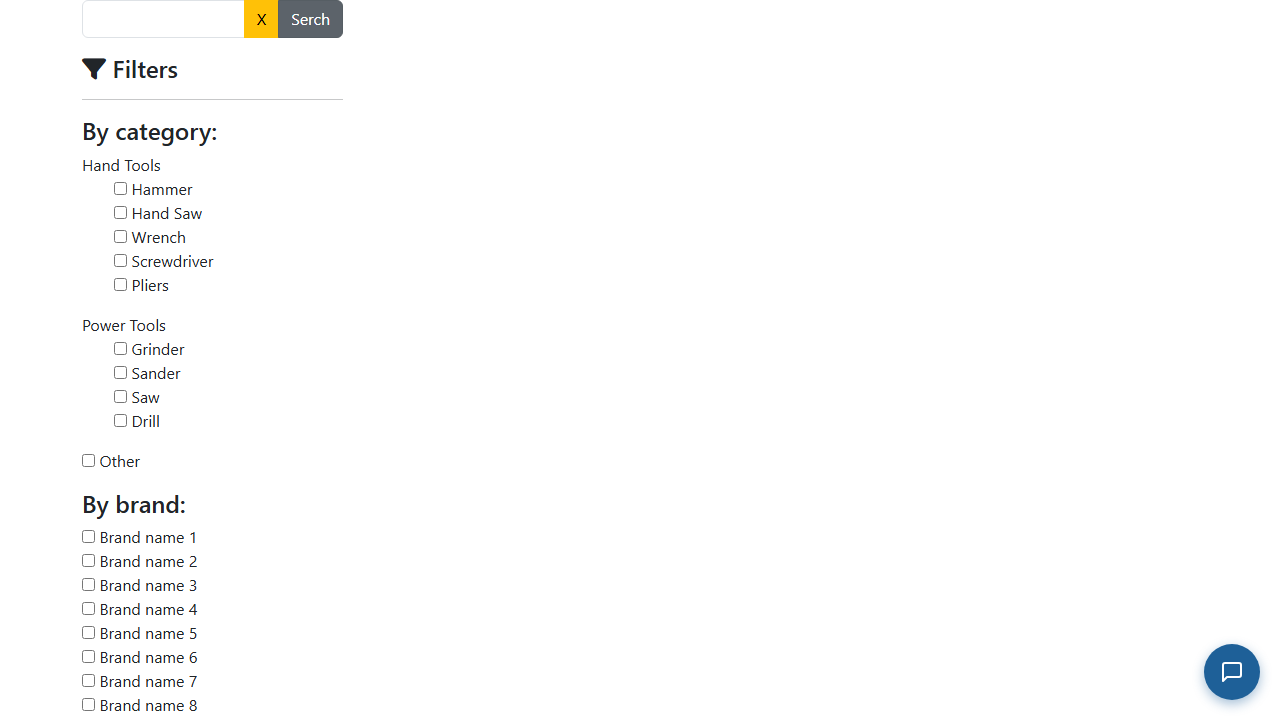 X Serch
Filters
By category:
Hand Tools
Hammer
Hand Saw
Wrench
Screwdriver
Pliers
Power Tools
Grinder
Sander
Saw
Drill
Other
By brand:
Brand name 1
Brand name 2
Brand name 3
Brand name 4
Brand name 5
Brand name 6
Brand name 7
Brand name 8